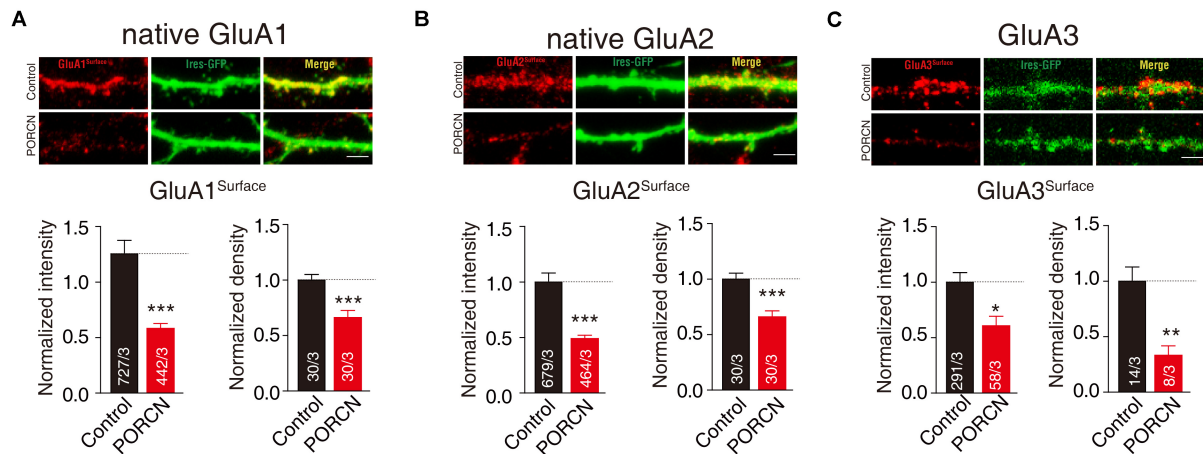 A
native GluA1
Control
GluA1Surface
Ires-GFP
Merge
PORCN
GluA1Surface
Normalized intensity
1.5
1.0
0.5
0.0
***
727/3
442/3
Control
PORCN
Normalized density
1.5
1.0
0.5
0.0
***
30/3
30/3
Control
PORCN
B
native GluA2
Control
GluA2Surface
Ires-GFP
Merge
PORCN
GluA2Surface
Normalized intensity
1.5
1.0
0.5
0.0
***
679/3
464/3
Control
PORCN
Normalized density
1.5
1.0
0.5
0.0
***
30/3
30/3
Control
PORCN
C
GluA3
Control
GluA3Surface
Ires-GFP
Merge
PORCN
GluA3Surface
Normalized intensity
1.5
1.0
0.5
0.0
*
291/3
58/3
Control
PORCN
Normalized density
1.5
1.0
0.5
0.0
**
14/3
8/3
Control
PORCN